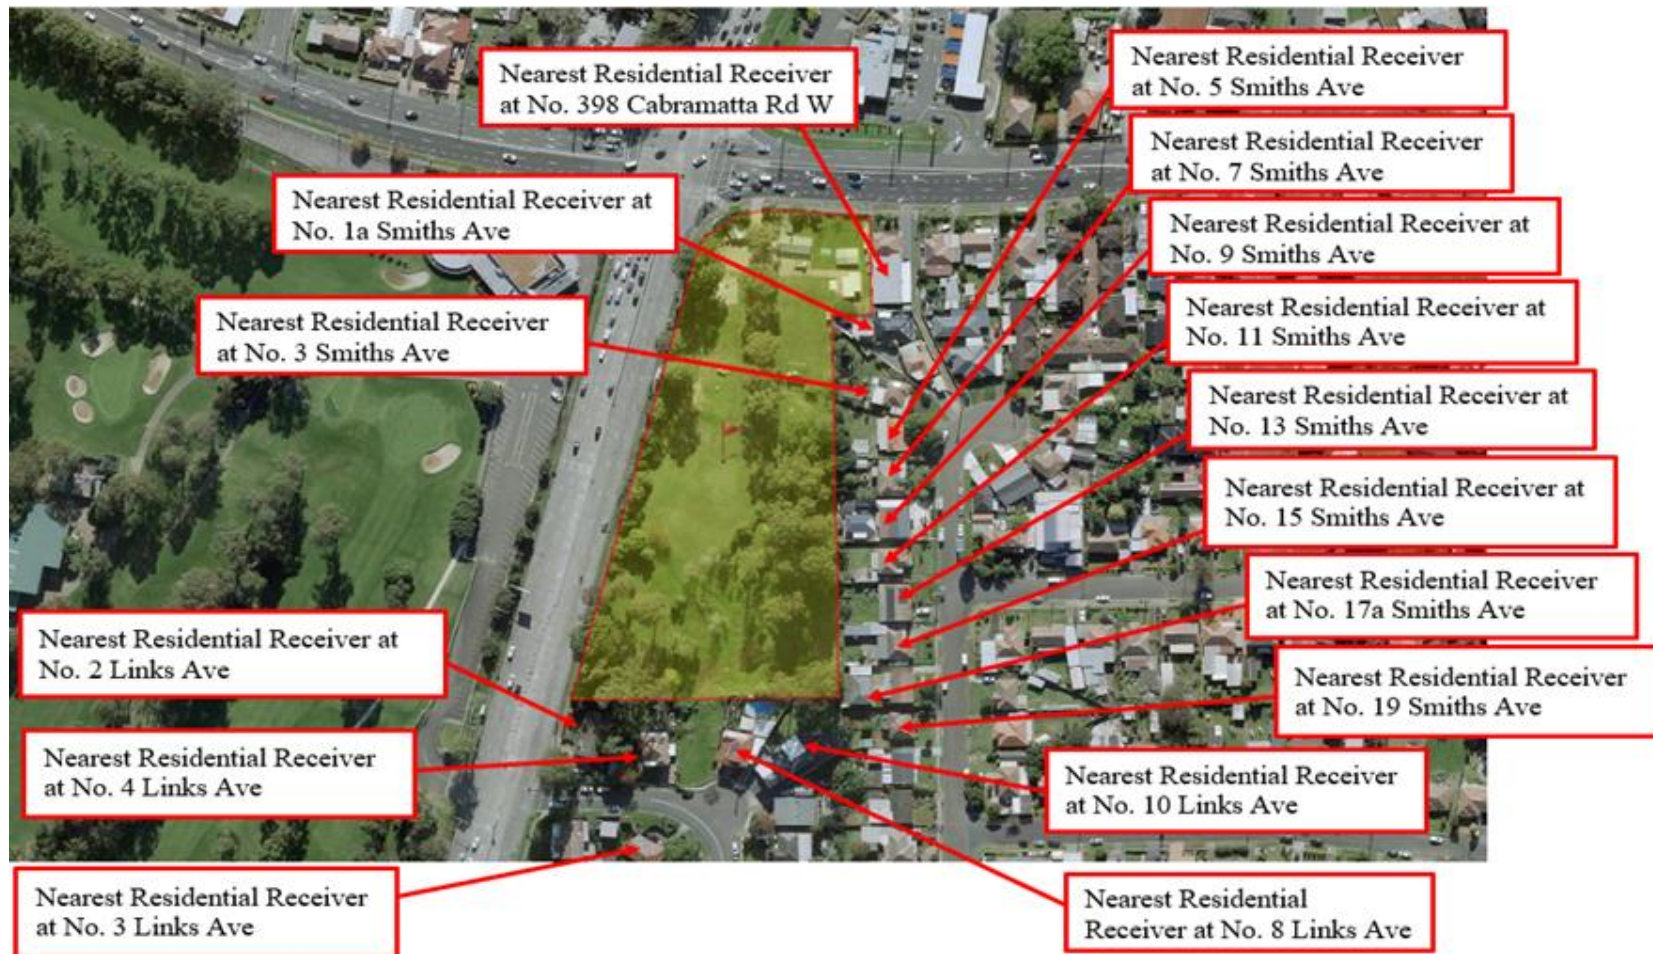 Nearest Residential Receiver
at No. 398 Cabramatta Rd W
Nearest Residential Receiver
at No. 5 Smiths Ave
Nearest Residential Receiver
at No. 7 Smiths Ave
Nearest Residential Receiver at
No. 1a Smiths Ave
Nearest Residential Receiver at
No. 9 Smiths Ave
Nearest Residential Receiver
at No. 3 Smiths Ave
Nearest Residential Receiver at
No. 11 Smiths Ave
Nearest Residential Receiver at
No. 13 Smiths Ave
Nearest Residential Receiver at
No. 15 Smiths Ave
Nearest Residential Receiver
at No. 17a Smiths Ave
Nearest Residential Receiver at
No. 2 Links Ave
Nearest Residential Receiver
at No. 19 Smiths Ave
Nearest Residential Receiver
at No. 4 Links Ave
Nearest Residential Receiver
at No. 10 Links Ave
Nearest Residential Receiver
at No. 3 Links Ave
Nearest Residential
Receiver at No. 8 Links Ave